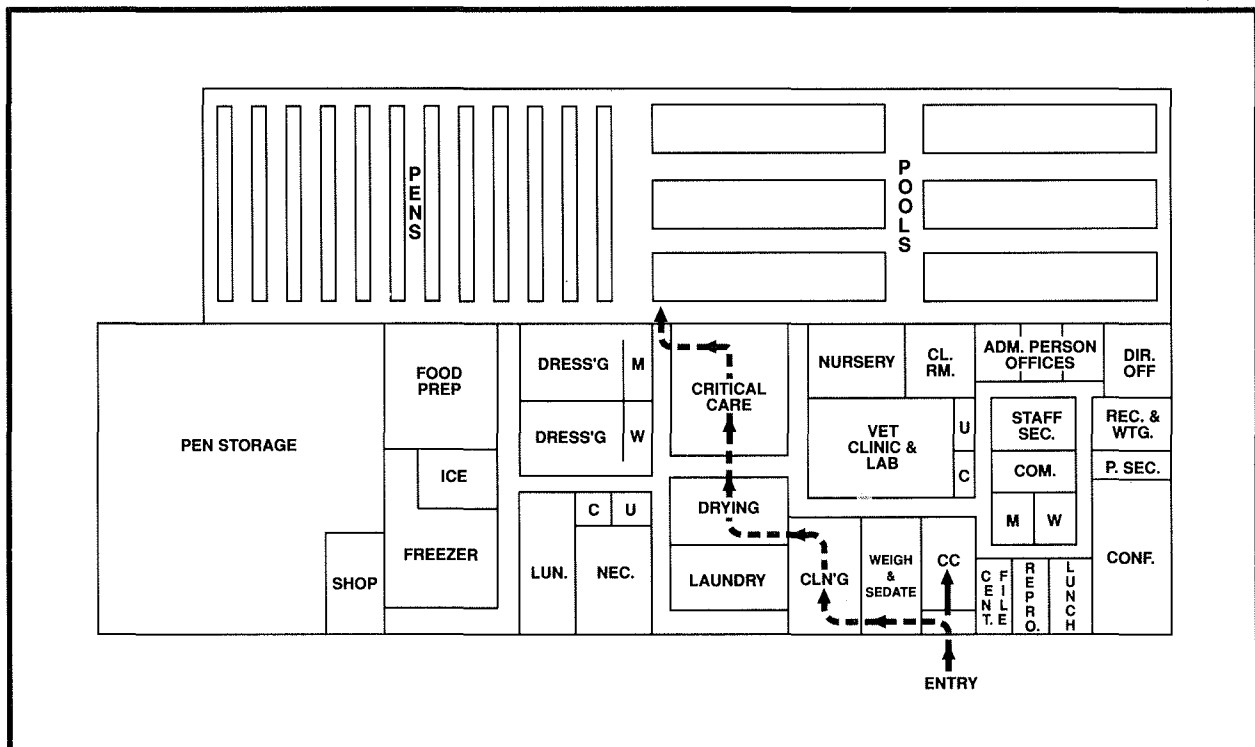 PENS
POOLS
FOOD
PREP
DRESS'G
M
CRITICAL
CARE
NURSERY
CL.
RM.
ADM. PERSON
OFFICES
DIR.
OFF
PEN STORAGE
DRESS'G
W
VET
CLINIC &
LAB
U
C
STAFF
SEC.
REC. &
WTG.
COM.
P. SEC.
ICE
C
U
DRYING
M
W
FREEZER
SHOP
LUN.
NEC.
LAUNDRY
CLN'G
WEIGH
&
SEDATE
CC
CENT.
FILE
REPRO.
LUNCH
CONF.
ENTRY